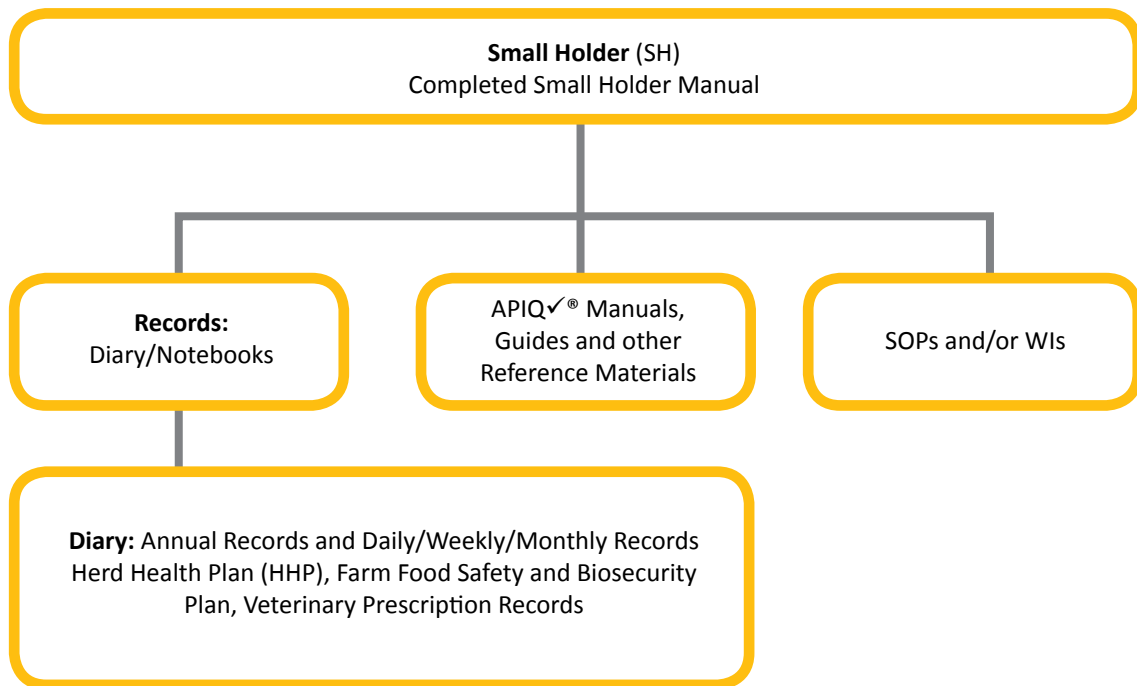 Small Holder (SH)
Completed Small Holder Manual
Records:
Diary/Notebooks
APIQ✓® Manuals,
Guides and other
Reference Materials
SOPs and/or WIs
Diary: Annual Records and Daily/Weekly/Monthly Records
Herd Health Plan (HHP), Farm Food Safety and Biosecurity
Plan, Veterinary Prescription Records